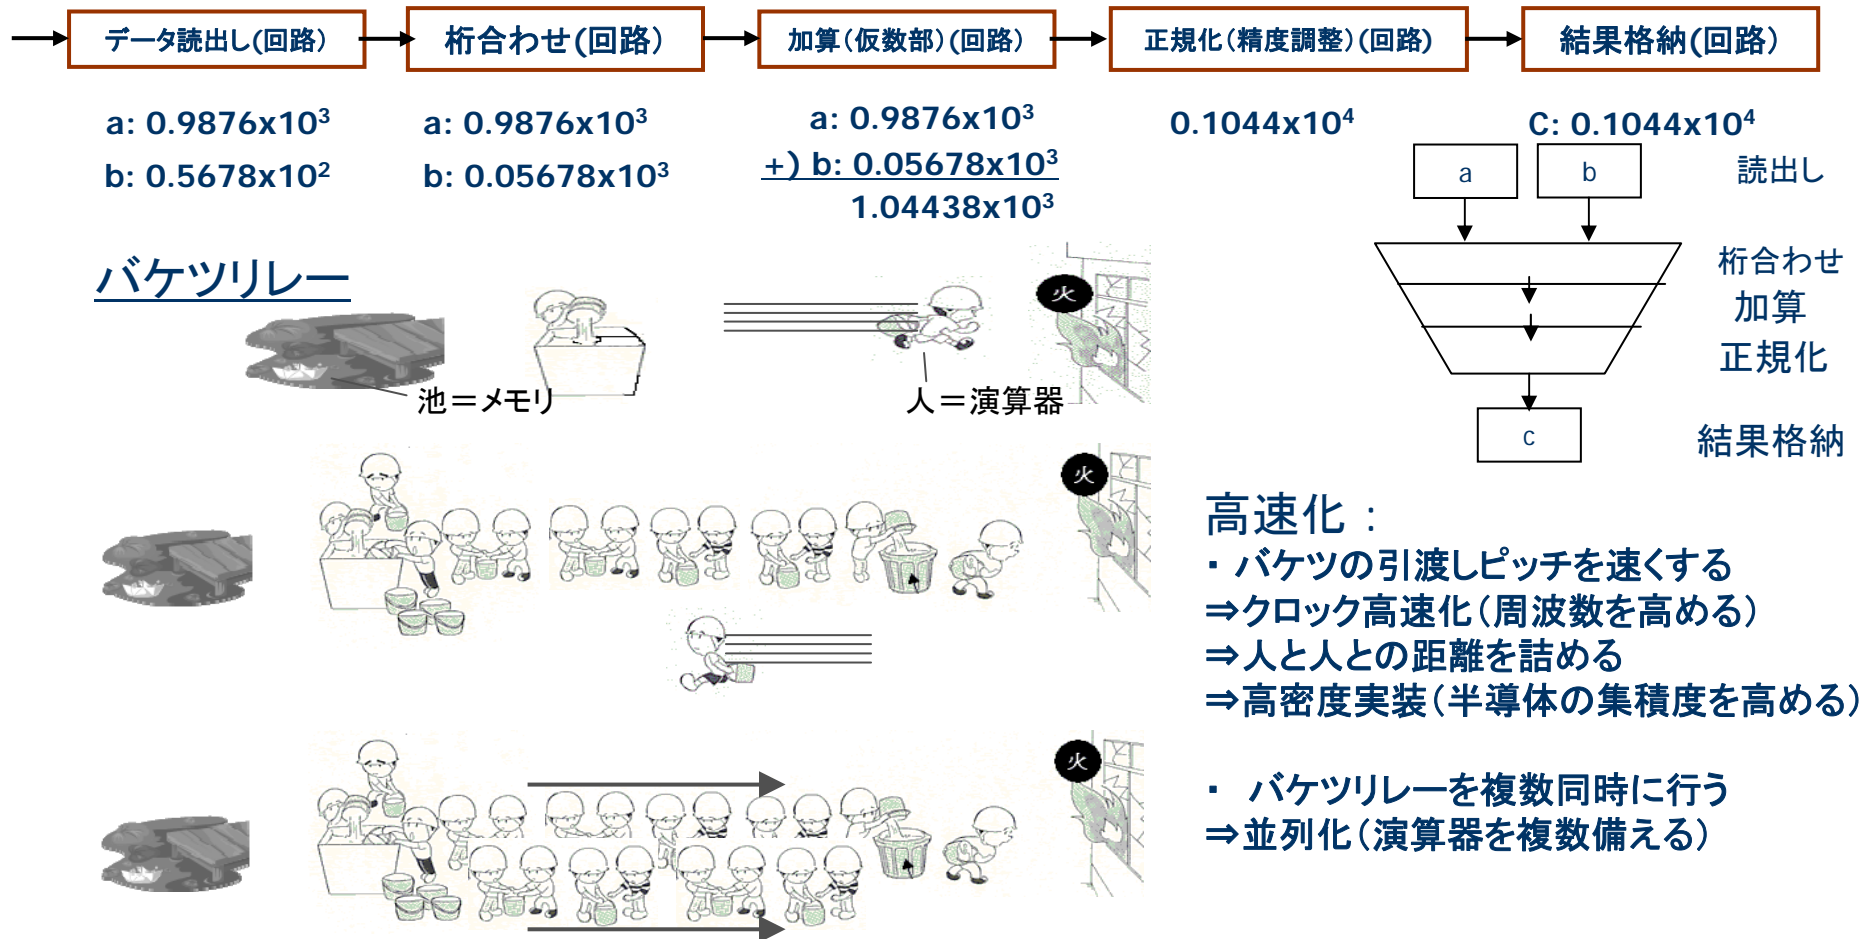 データ読出し(回路)
桁合わせ(回路)
加算(仮数部)(回路)
正規化(精度調整)(回路)
結果格納(回路)
a: 0.9876x10³
b: 0.5678x10²
a: 0.9876x10³
b: 0.05678x10³
a: 0.9876x10³
+) b: 0.05678x10³
1.04438x10³
0.1044x10⁴
C: 0.1044x10⁴
a
b
読出し
桁合わせ
加算
正規化
c
結果格納
バケツリレー
火
池=メモリ
人=演算器
火
火
高速化:
・ バケツの引渡しピッチを速くする
⇒クロック高速化(周波数を高める)
⇒人と人との距離を詰める
⇒高密度実装(半導体の集積度を高める)
・ バケツリレーを複数同時に行う
⇒並列化(演算器を複数備える)